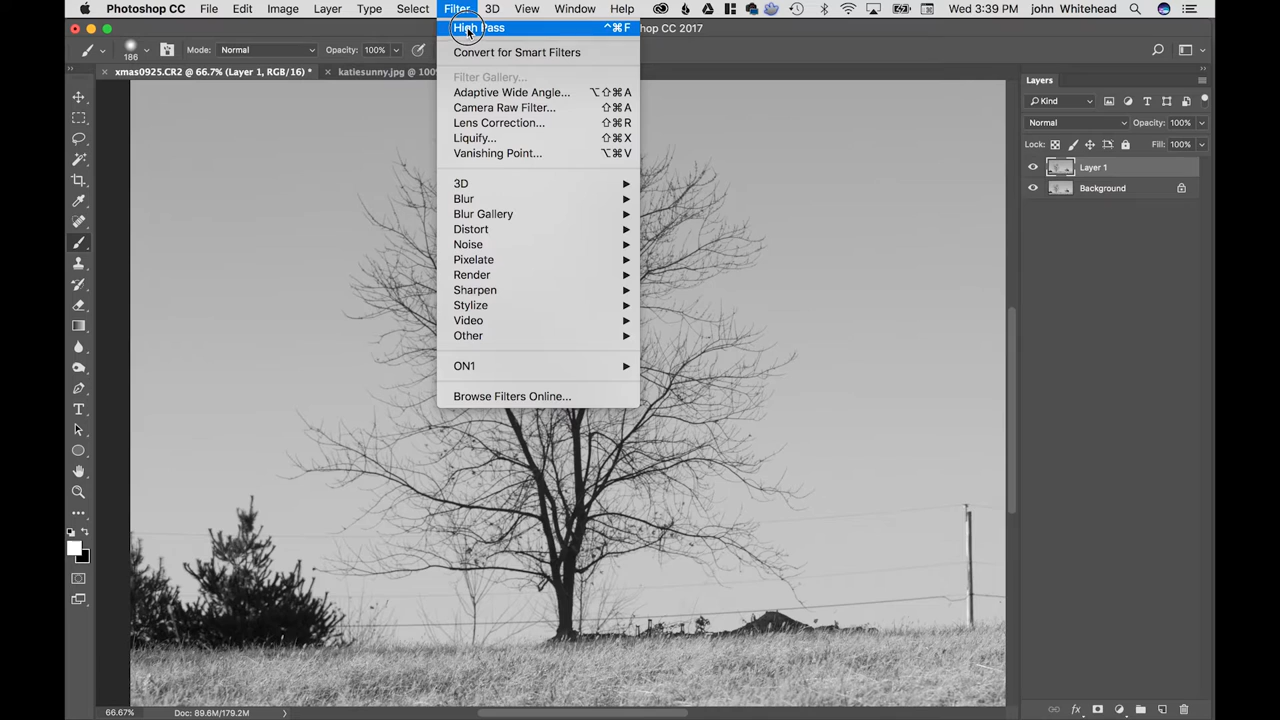 Photoshop CC File Edit Image Layer Type Select Filter 3D View Window Help Wed 3:39 PM john Whitehead
hop CC 2017
186 Mode: Normal Opacity: 100%
xmas0925.CR2 @ 66.7% (Layer 1, RGB/16) * katiesunny.jpg @ 100%
High Pass ^⌘F
Convert for Smart Filters
Filter Gallery...
Adaptive Wide Angle... ⌥⇧⌘A
Camera Raw Filter... ⇧⌘A
Lens Correction... ⇧⌘R
Liquify... ⇧⌘X
Vanishing Point... ⌥⌘V
3D
Blur
Blur Gallery
Distort
Noise
Pixelate
Render
Sharpen
Stylize
Video
Other
ON1
Browse Filters Online...
Layers
Kind
Normal Opacity: 100%
Lock: Fill: 100%
Layer 1
Background
66.67% Doc: 89.6M/179.2M